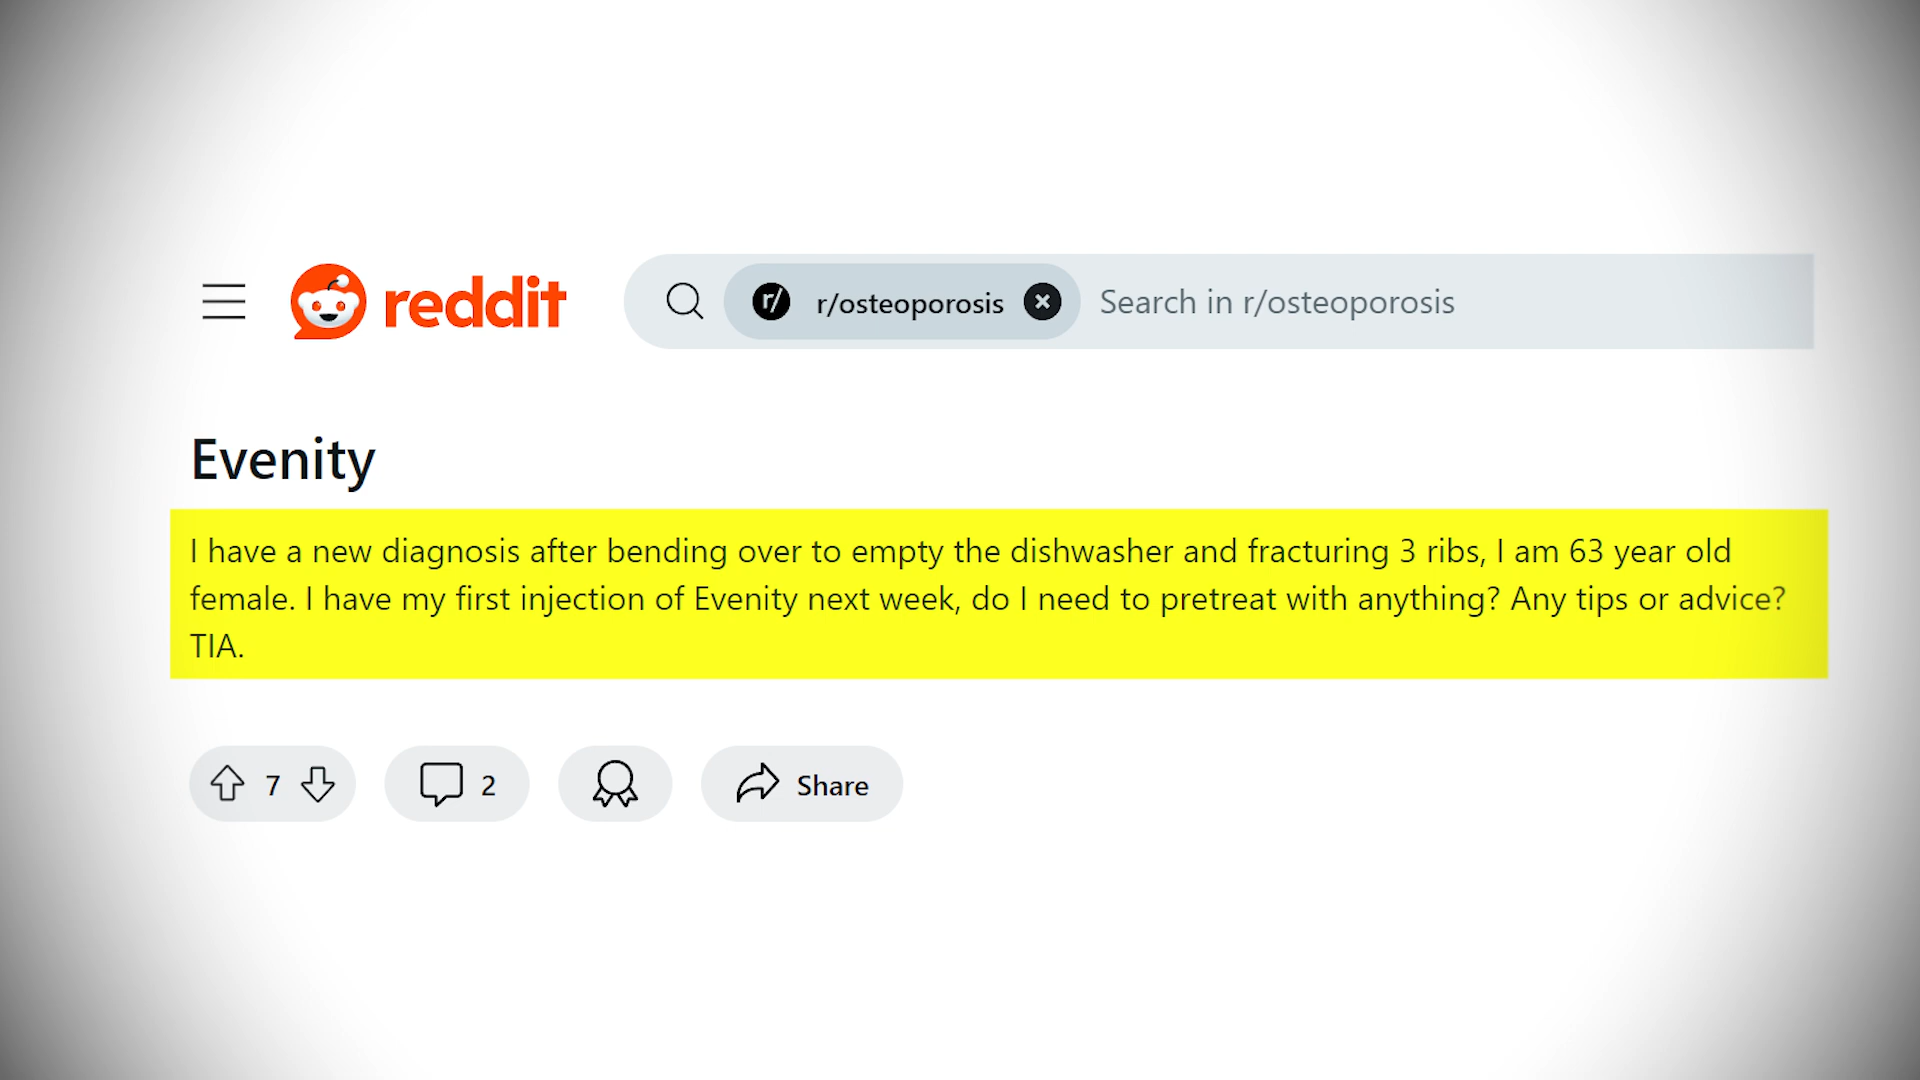 reddit
r/ r/osteoporosis Search in r/osteoporosis
Evenity
I have a new diagnosis after bending over to empty the dishwasher and fracturing 3 ribs, I am 63 year old
female. I have my first injection of Evenity next week, do I need to pretreat with anything? Any tips or advice?
TIA.
7 2 Share